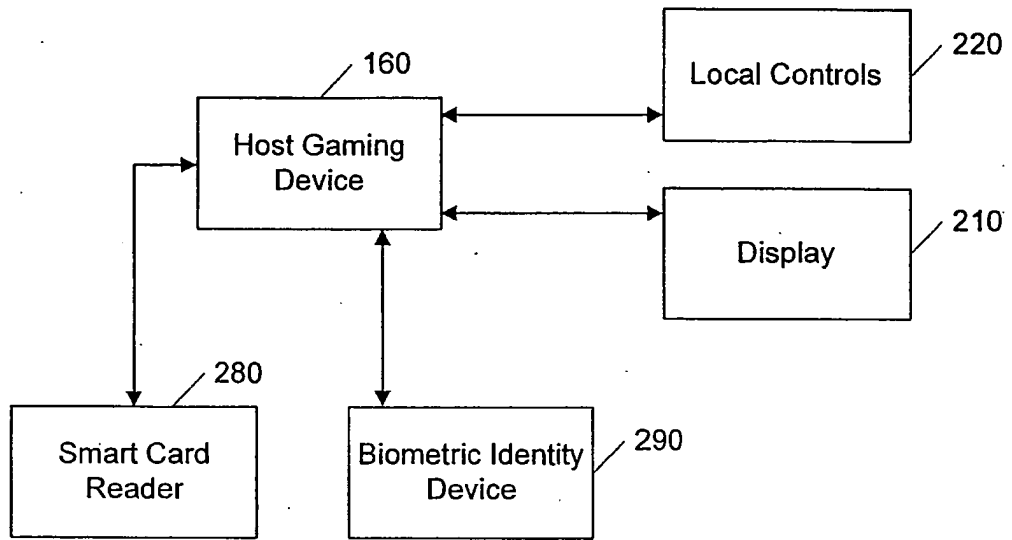 220
Local Controls
160
Host Gaming
Device
210
Display
280
Smart Card
Reader
290
Biometric Identity
Device